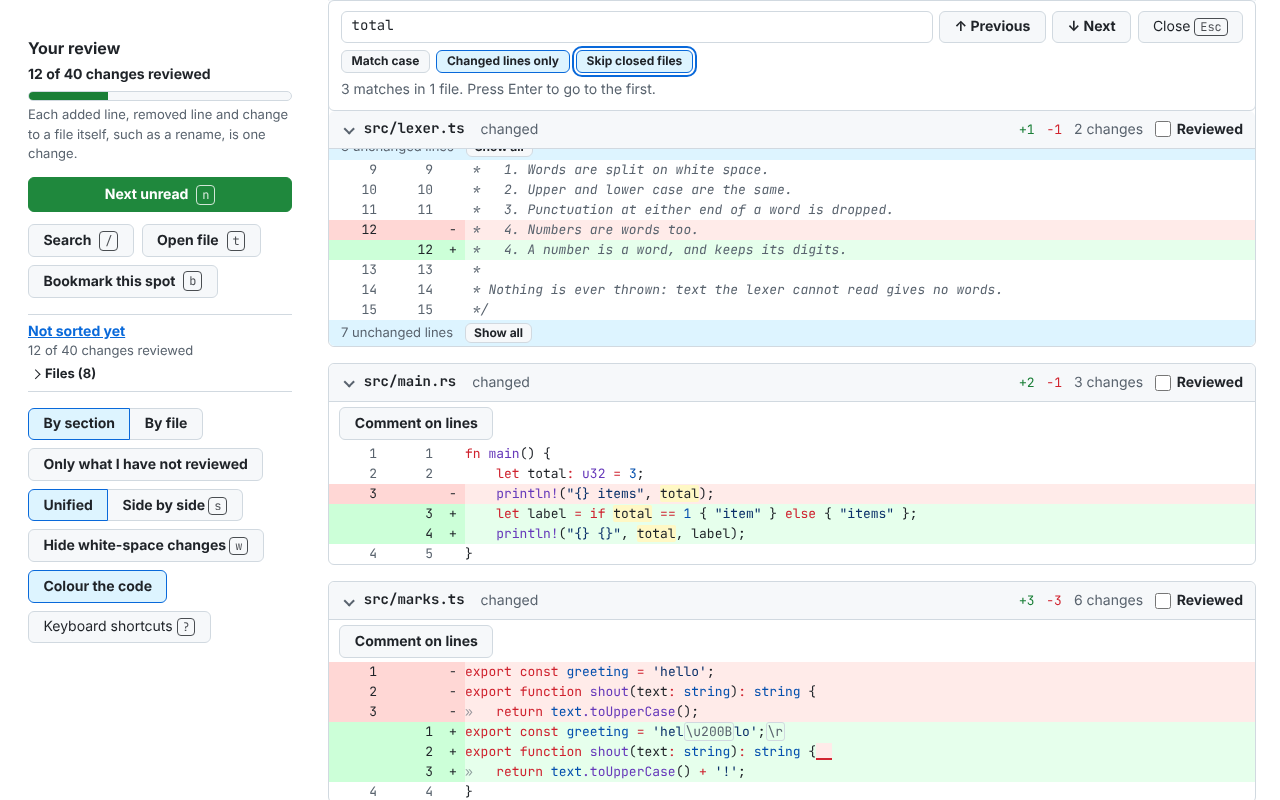 Your review
12 of 40 changes reviewed
Each added line, removed line and change
to a file itself, such as a rename, is one
change.
Next unread n
Search /
Open file t
Bookmark this spot b
Not sorted yet
12 of 40 changes reviewed
Files (8)
By section By file
Only what I have not reviewed
Unified Side by side s
Hide white-space changes w
Colour the code
Keyboard shortcuts ?
total
↑ Previous
↓ Next
Close Esc
Match case
Changed lines only
Skip closed files
3 matches in 1 file. Press Enter to go to the first.
src/lexer.ts changed +1 -1 2 changes Reviewed
unchanged lines Show all
9 9 *   1. Words are split on white space.
10 10 *   2. Upper and lower case are the same.
11 11 *   3. Punctuation at either end of a word is dropped.
12 - *   4. Numbers are words too.
12 + *   4. A number is a word, and keeps its digits.
13 13 *
14 14 * Nothing is ever thrown: text the lexer cannot read gives no words.
15 15 */
7 unchanged lines Show all
src/main.rs changed +2 -1 3 changes Reviewed
Comment on lines
1 1 fn main() {
2 2     let total: u32 = 3;
3 -     println!("{} items", total);
3 +     let label = if total == 1 { "item" } else { "items" };
4 +     println!("{} {}", total, label);
4 5 }
src/marks.ts changed +3 -3 6 changes Reviewed
Comment on lines
1 - export const greeting = 'hello';
2 - export function shout(text: string): string {
3 - »   return text.toUpperCase();
1 + export const greeting = 'hel\u200Blo';\r
2 + export function shout(text: string): string {
3 + »   return text.toUpperCase() + '!';
4 4 }